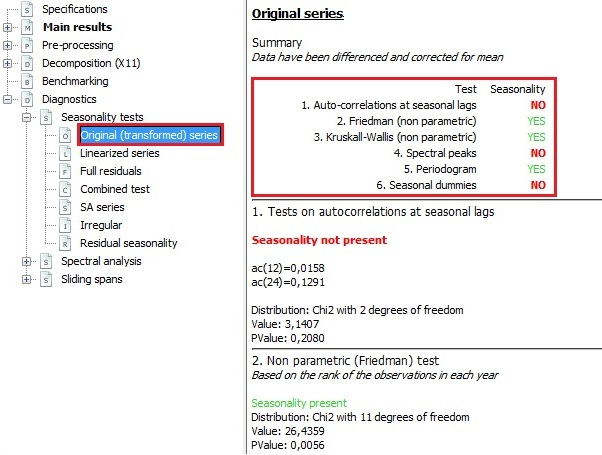 Specifications
Main results
Pre-processing
Decomposition (X11)
Benchmarking
Diagnostics
Seasonality tests
Original (transformed) series
Linearized series
Full residuals
Combined test
SA series
Irregular
Residual seasonality
Spectral analysis
Sliding spans
Original series
Summary
Data have been differenced and corrected for mean
Test Seasonality
1. Auto-correlations at seasonal lags NO
2. Friedman (non parametric) YES
3. Kruskall-Wallis (non parametric) YES
4. Spectral peaks NO
5. Periodogram YES
6. Seasonal dummies NO
1. Tests on autocorrelations at seasonal lags
Seasonality not present
ac(12)=0,0158
ac(24)=0,1291
Distribution: Chi2 with 2 degrees of freedom
Value: 3,1407
PValue: 0,2080
2. Non parametric (Friedman) test
Based on the rank of the observations in each year
Seasonality present
Distribution: Chi2 with 11 degrees of freedom
Value: 26,4359
PValue: 0,0056